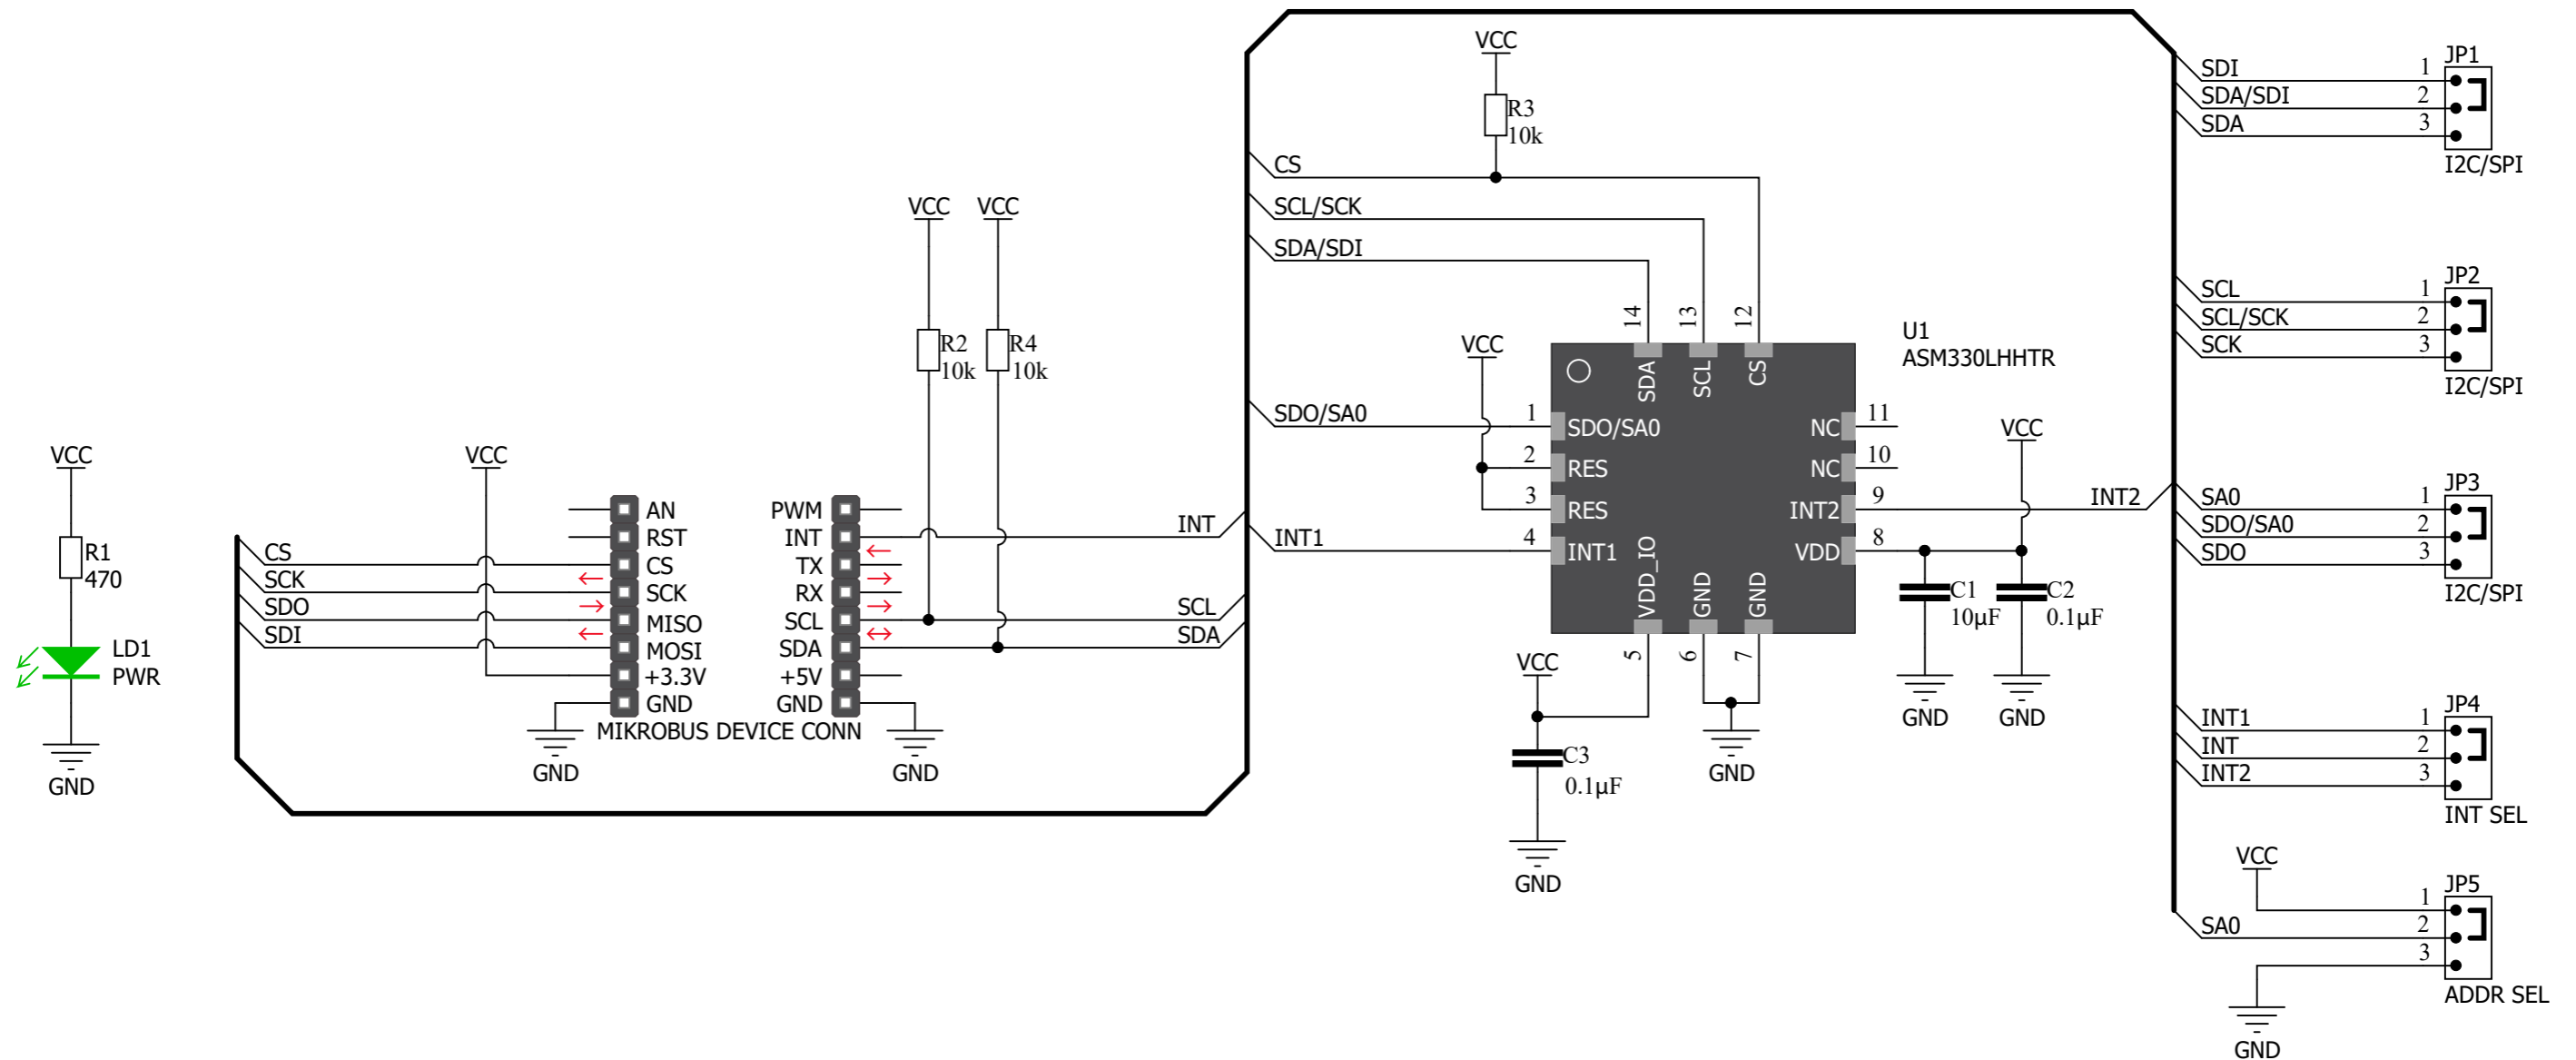 VCC
R1
470
LD1
PWR
GND
CS
SCK
SDO
SDI
VCC
AN
RST
CS
SCK
MISO
MOSI
+3.3V
GND
PWM
INT
TX
RX
SCL
SDA
+5V
GND
MIKROBUS DEVICE CONN
GND
GND
VCC
VCC
R2
10k
R4
10k
INT
SCL
SDA
VCC
R3
10k
CS
SCL/SCK
SDA/SDI
SDO/SA0
INT1
VCC
14
13
12
SDA
SCL
CS
U1
ASM330LHHTR
1
SDO/SA0
2
RES
3
RES
4
INT1
NC
11
NC
10
INT2
9
VDD
8
VDD_IO
GND
GND
5
6
7
INT2
VCC
C1
10µF
C2
0.1µF
GND
GND
VCC
C3
0.1µF
GND
GND
JP1
SDI
1
SDA/SDI
2
SDA
3
I2C/SPI
JP2
SCL
1
SCL/SCK
2
SCK
3
I2C/SPI
JP3
SA0
1
SDO/SA0
2
SDO
3
I2C/SPI
JP4
INT1
1
INT
2
INT2
3
INT SEL
VCC
JP5
1
SA0
2
3
ADDR SEL
GND